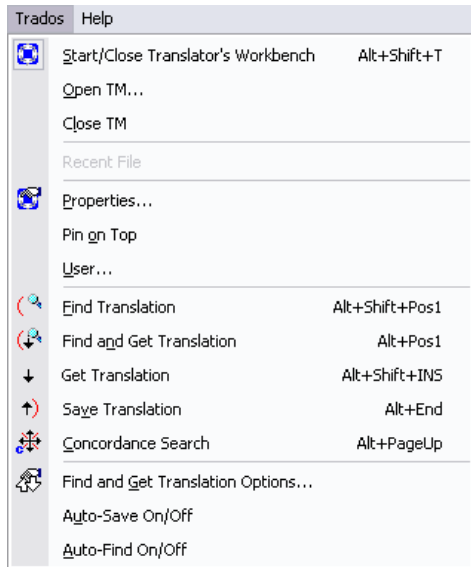 Trados Help
Start/Close Translator's Workbench Alt+Shift+T
Open TM...
Close TM
Recent File
Properties...
Pin on Top
User...
Find Translation Alt+Shift+Pos1
Find and Get Translation Alt+Pos1
Get Translation Alt+Shift+INS
Save Translation Alt+End
Concordance Search Alt+PageUp
Find and Get Translation Options...
Auto-Save On/Off
Auto-Find On/Off